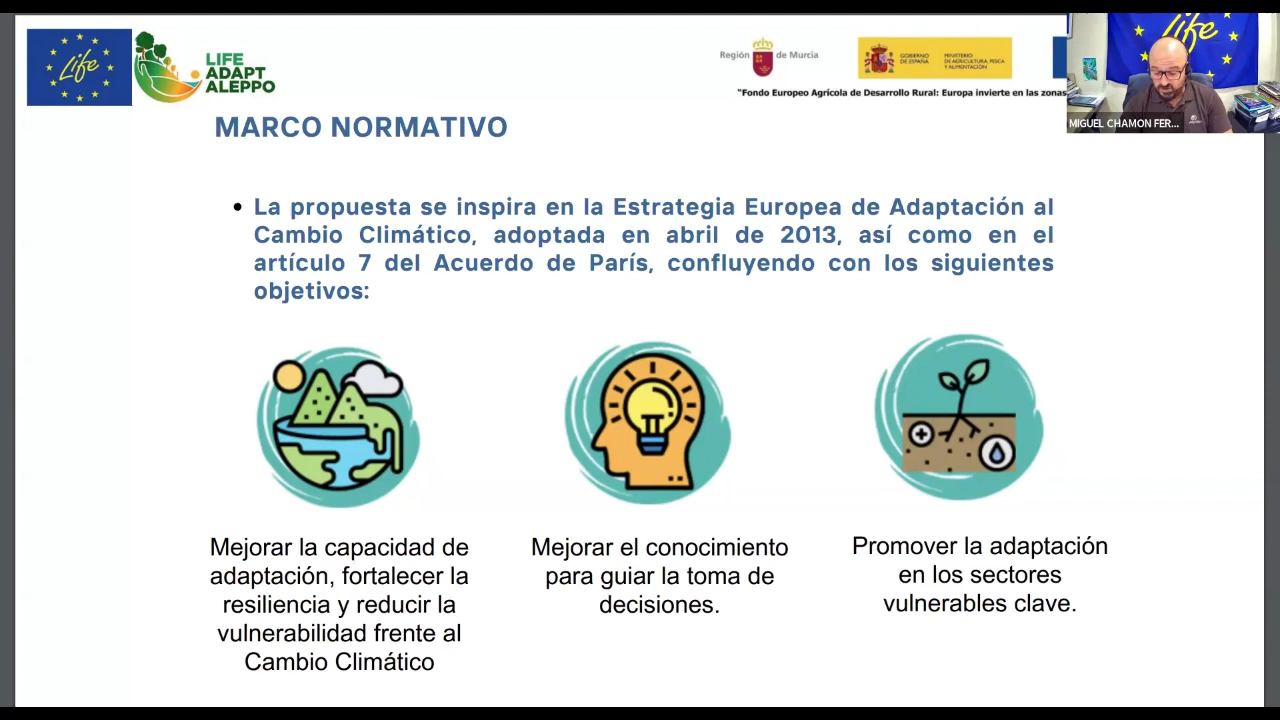 Life
LIFE
ADAPT
ALEPPO
Región de Murcia
GOBIERNO
DE ESPAÑA
MINISTERIO
DE AGRICULTURA, PESCA
Y ALIMENTACIÓN
"Fondo Europeo Agrícola de Desarrollo Rural: Europa invierte en las zonas
life
MIGUEL CHAMON FER...
MARCO NORMATIVO
• La propuesta se inspira en la Estrategia Europea de Adaptación al
Cambio Climático, adoptada en abril de 2013, así como en el
artículo 7 del Acuerdo de París, confluyendo con los siguientes
objetivos:
Mejorar la capacidad de
adaptación, fortalecer la
resiliencia y reducir la
vulnerabilidad frente al
Cambio Climático
Mejorar el conocimiento
para guiar la toma de
decisiones.
Promover la adaptación
en los sectores
vulnerables clave.